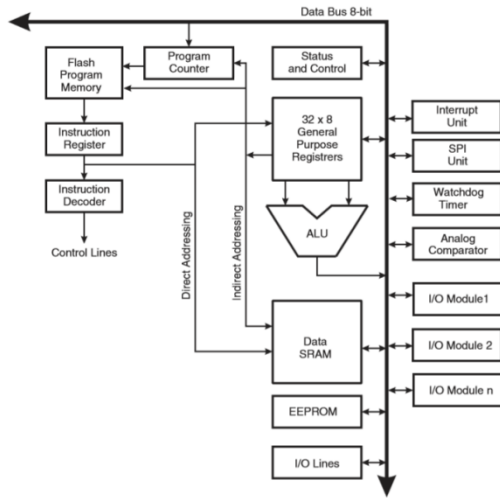 Data Bus 8-bit
Flash
Program
Memory
Program
Counter
Status
and Control
Instruction
Register
32 x 8
General
Purpose
Registrers
Interrupt
Unit
SPI
Unit
Instruction
Decoder
Watchdog
Timer
Control Lines
Direct Addressing
Indirect Addressing
ALU
Analog
Comparator
I/O Module1
Data
SRAM
I/O Module 2
I/O Module n
EEPROM
I/O Lines